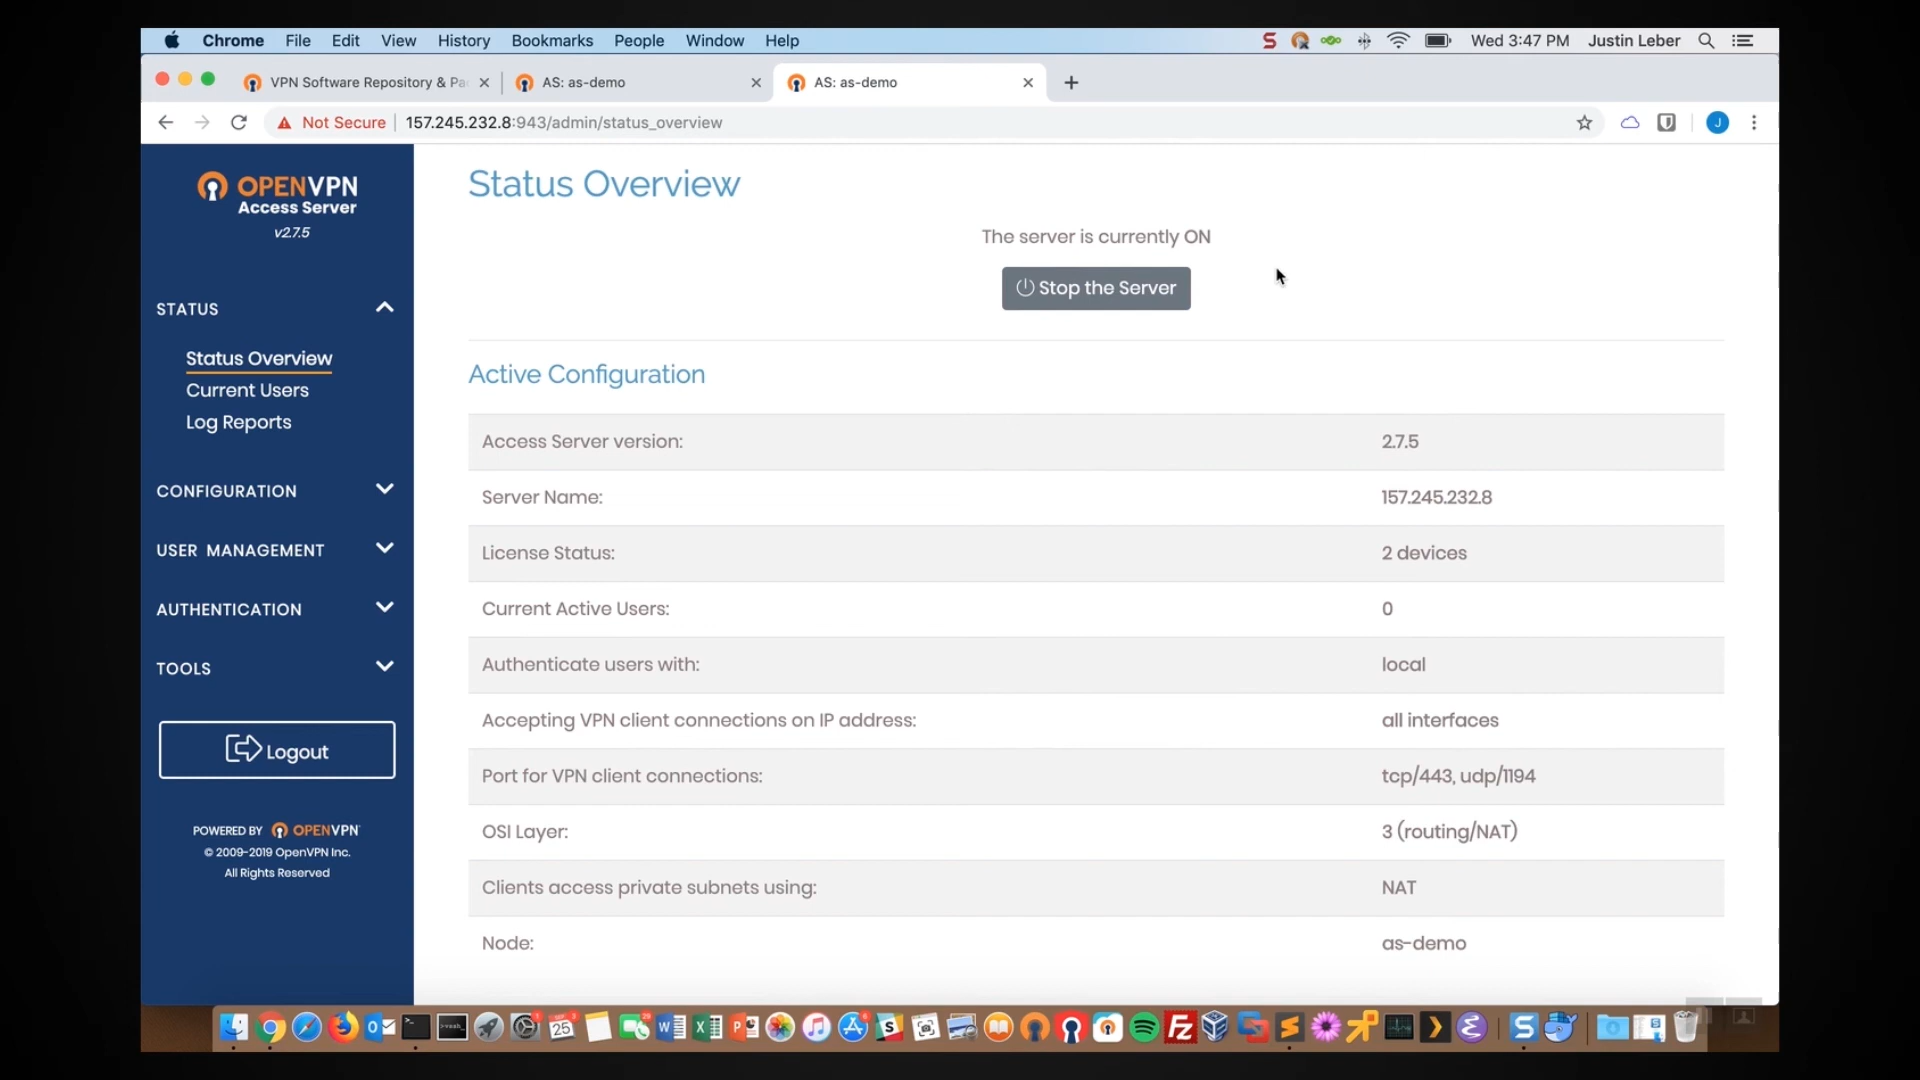 Chrome File Edit View History Bookmarks People Window Help Wed 3:47 PM Justin Leber
VPN Software Repository & Pa AS: as-demo AS: as-demo
Not Secure 157.245.232.8:943/admin/status_overview J
OPENVPN
Access Server
v2.7.5
STATUS
Status Overview
Current Users
Log Reports
CONFIGURATION
USER MANAGEMENT
AUTHENTICATION
TOOLS
Logout
POWERED BY OPENVPN
© 2009-2019 OpenVPN Inc.
All Rights Reserved
Status Overview
The server is currently ON
Stop the Server
Active Configuration
Access Server version: 2.7.5
Server Name: 157.245.232.8
License Status: 2 devices
Current Active Users: 0
Authenticate users with: local
Accepting VPN client connections on IP address: all interfaces
Port for VPN client connections: tcp/443, udp/1194
OSI Layer: 3 (routing/NAT)
Clients access private subnets using: NAT
Node: as-demo
25